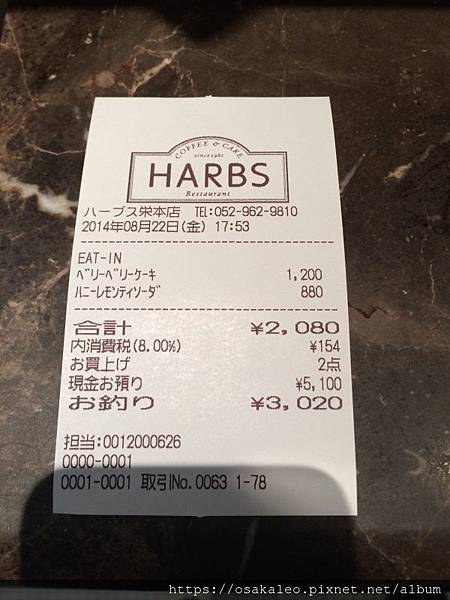 COFFEE & CAKE
since 1981
HARBS
Restaurant
ハーブス栄本店 TEL:052-962-9810
2014年08月22日(金) 17:53
EAT-IN
ﾍﾞﾘｰﾍﾞﾘｰｹｰｷ 1,200
ﾊﾆｰﾚﾓﾝﾃｨｿｰﾀﾞ 880
合計 ¥2,080
内消費税(8.00%) ¥154
お買上げ 2点
現金お預り ¥5,100
お釣り ¥3,020
担当:0012000626
0000-0001
0001-0001 取引No.0063 1-78
https://osakaleo.pixnet.net/album